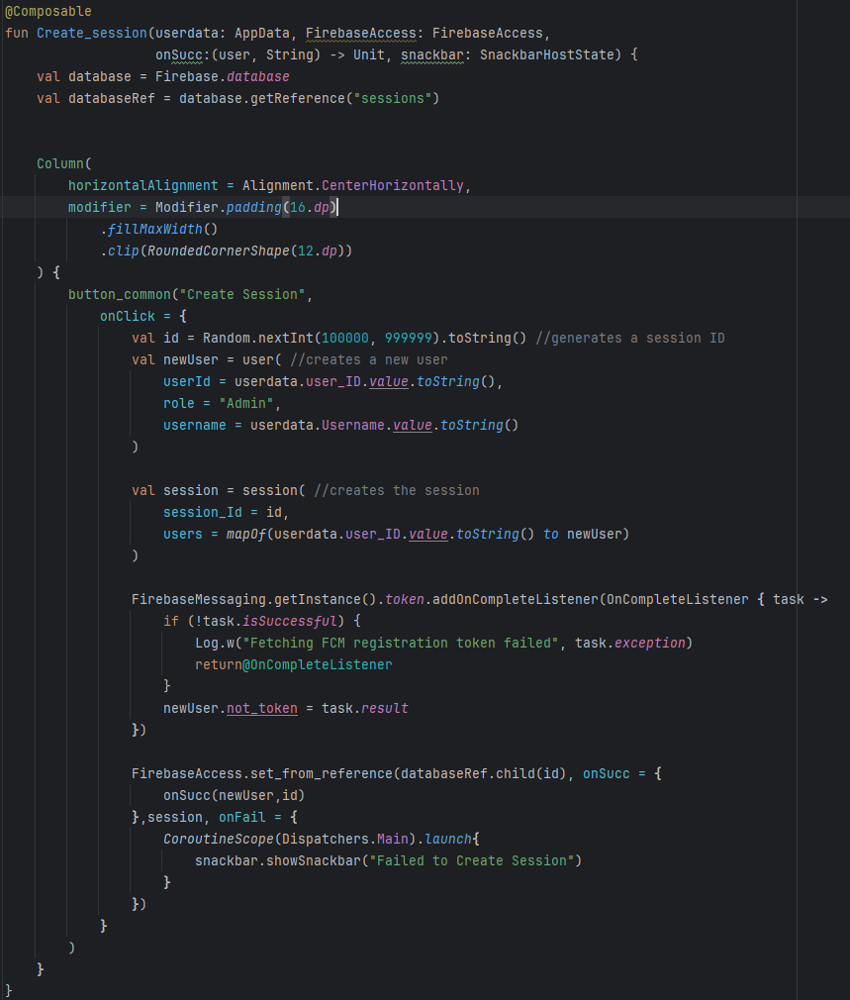 @Composable
fun Create_session(userdata: AppData, FirebaseAccess: FirebaseAccess,
                   onSucc:(user, String) -> Unit, snackbar: SnackbarHostState) {
    val database = Firebase.database
    val databaseRef = database.getReference("sessions")


    Column(
        horizontalAlignment = Alignment.CenterHorizontally,
        modifier = Modifier.padding(16.dp)
            .fillMaxWidth()
            .clip(RoundedCornerShape(12.dp))
    ) {
        button_common("Create Session",
            onClick = {
                val id = Random.nextInt(100000, 999999).toString() //generates a session ID
                val newUser = user( //creates a new user
                    userId = userdata.user_ID.value.toString(),
                    role = "Admin",
                    username = userdata.Username.value.toString()
                )

                val session = session( //creates the session
                    session_Id = id,
                    users = mapOf(userdata.user_ID.value.toString() to newUser)
                )

                FirebaseMessaging.getInstance().token.addOnCompleteListener(OnCompleteListener { task ->
                    if (!task.isSuccessful) {
                        Log.w("Fetching FCM registration token failed", task.exception)
                        return@OnCompleteListener
                    }
                    newUser.not_token = task.result
                })

                FirebaseAccess.set_from_reference(databaseRef.child(id), onSucc = {
                    onSucc(newUser,id)
                },session, onFail = {
                    CoroutineScope(Dispatchers.Main).launch{
                        snackbar.showSnackbar("Failed to Create Session")
                    }
                })
            }
        )
    }
}